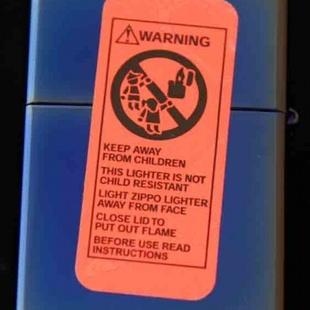 WARNING
KEEP AWAY
FROM CHILDREN
THIS LIGHTER IS NOT
CHILD RESISTANT
LIGHT ZIPPO LIGHTER
AWAY FROM FACE
CLOSE LID TO
PUT OUT FLAME
BEFORE USE READ
INSTRUCTIONS